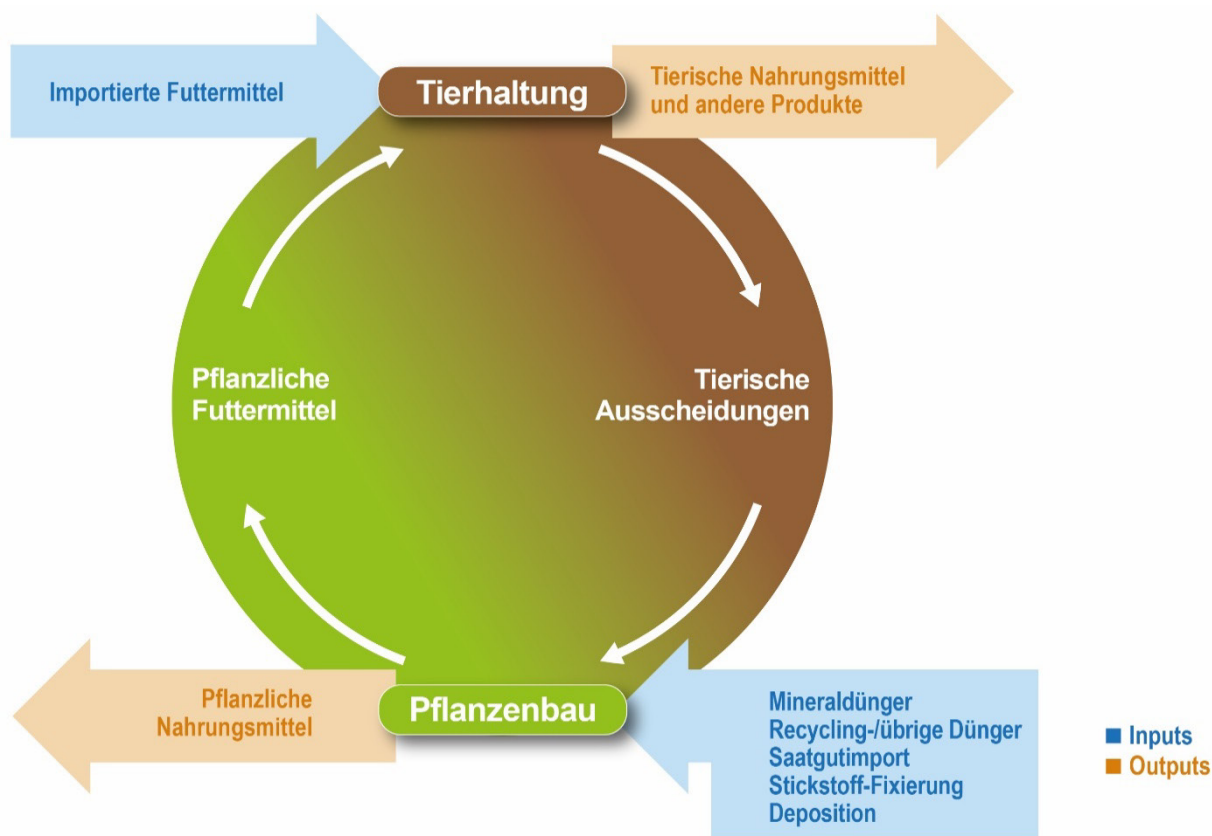 Importierte Futtermittel
Tierhaltung
Tierische Nahrungsmittel
und andere Produkte
Pflanzliche
Futtermittel
Tierische
Ausscheidungen
Pflanzliche
Nahrungsmittel
Pflanzenbau
Mineraldünger
Recycling-/übrige Dünger
Saatgutimport
Stickstoff-Fixierung
Deposition
Inputs
Outputs